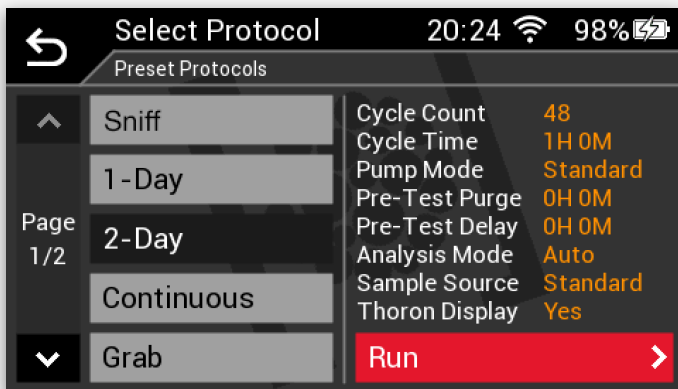 Select Protocol 20:24 98%
Preset Protocols
Page
1/2
Sniff
1-Day
2-Day
Continuous
Grab
Cycle Count 48
Cycle Time 1H 0M
Pump Mode Standard
Pre-Test Purge 0H 0M
Pre-Test Delay 0H 0M
Analysis Mode Auto
Sample Source Standard
Thoron Display Yes
Run